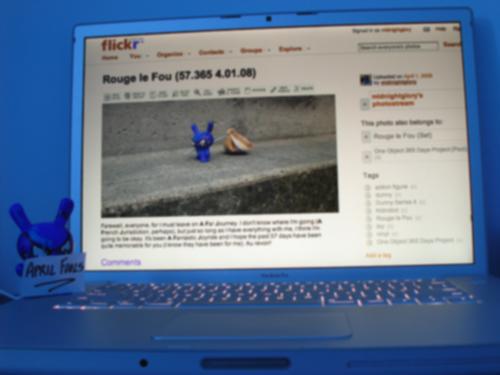 flickr
Signed in as midnightglory
Home You Organize Contacts Groups Explore
Search everyone's photos
Search
Rouge le Fou (57.365 4.01.08)
Uploaded on April 1, 2008
by midnightglory
midnightglory's
photostream
This photo also belongs to:
Rouge le Fou (Set)
One Object 365 Days Project
Tags
action figure
dunny
Dunny Series 4
kidrobot
Rouge le Fou
toy
vinyl
One Object 365 Days Project
Add a tag
Farewell, everyone, for I must leave on A Far Journey. I don't know where I'm going (A
French Jurisdiction, perhaps), but just so long as I have everything with me, I think I'm
going to be okay. It's been A Fantastic Joyride and I hope the past 57 days have been
quite memorable for you (I know they have been for me). Au revoir!
Comments
APRIL FOOLS
MacBook Pro